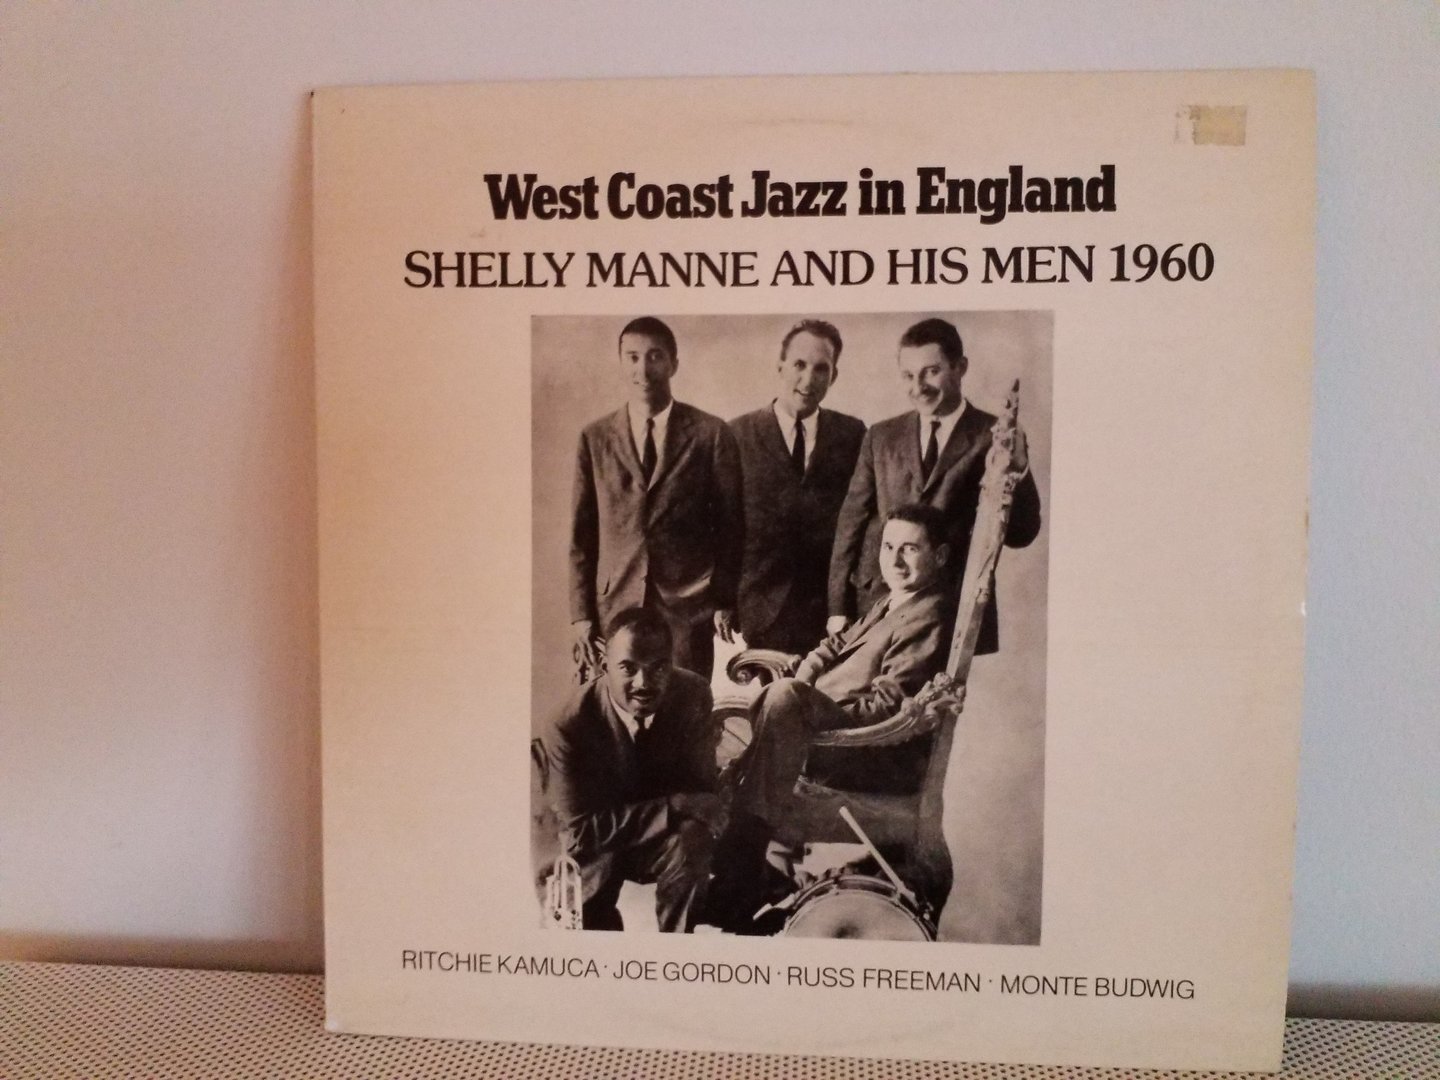 West Coast Jazz in England
SHELLY MANNE AND HIS MEN 1960
RITCHIE KAMUCA · JOE GORDON · RUSS FREEMAN · MONTE BUDWIG